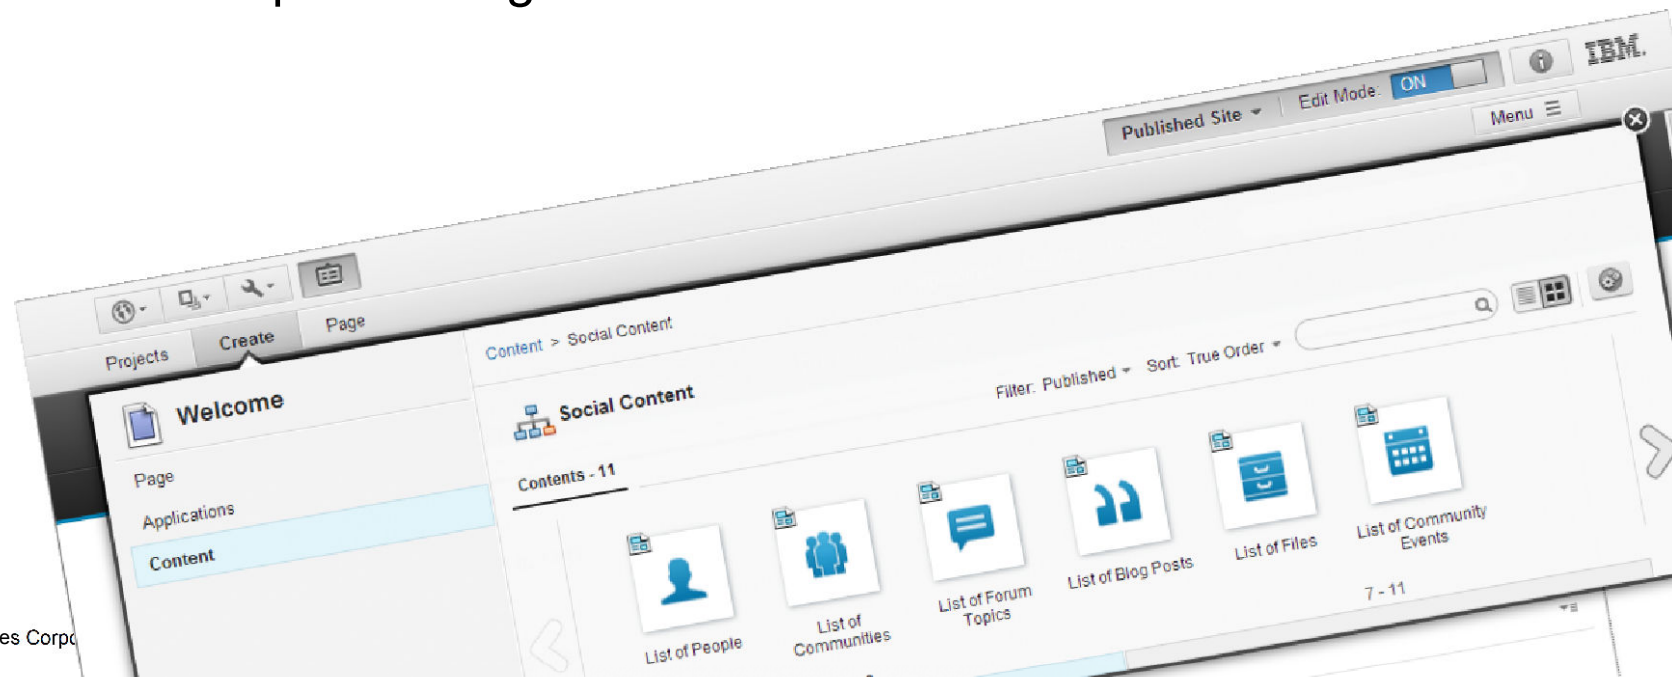 IBM.
Published Site
Edit Mode: ON
Menu
Projects
Create
Page
Content > Social Content
Welcome
Social Content
Filter: Published
Sort: True Order
Page
Contents - 11
Applications
Content
List of People
List of
Communities
List of Forum
Topics
List of Blog Posts
List of Files
List of Community
Events
7 - 11
es Corpo